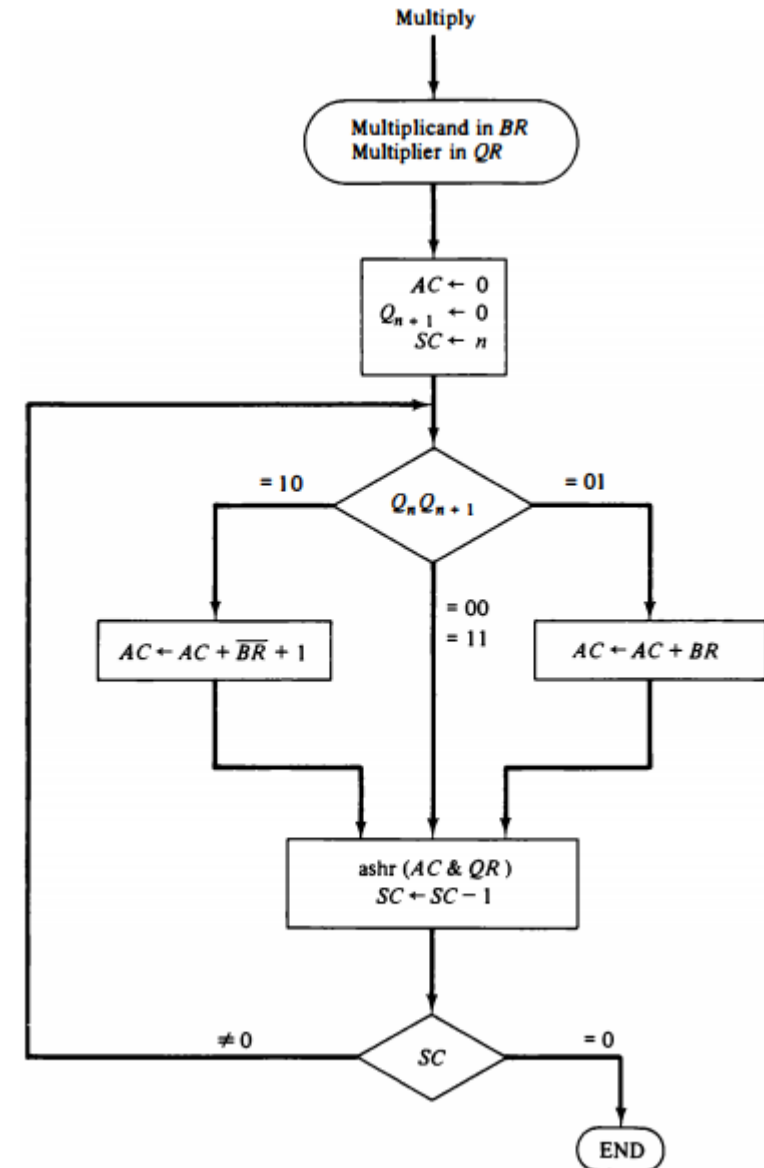 Multiply
Multiplicand in BR
Multiplier in QR
AC ← 0
Qₙ₊₁ ← 0
SC ← n
= 10
QₙQₙ₊₁
= 01
= 00
= 11
AC ← AC + B̅R̅ + 1
AC ← AC + BR
ashr (AC & QR)
SC ← SC − 1
≠ 0
SC
= 0
END